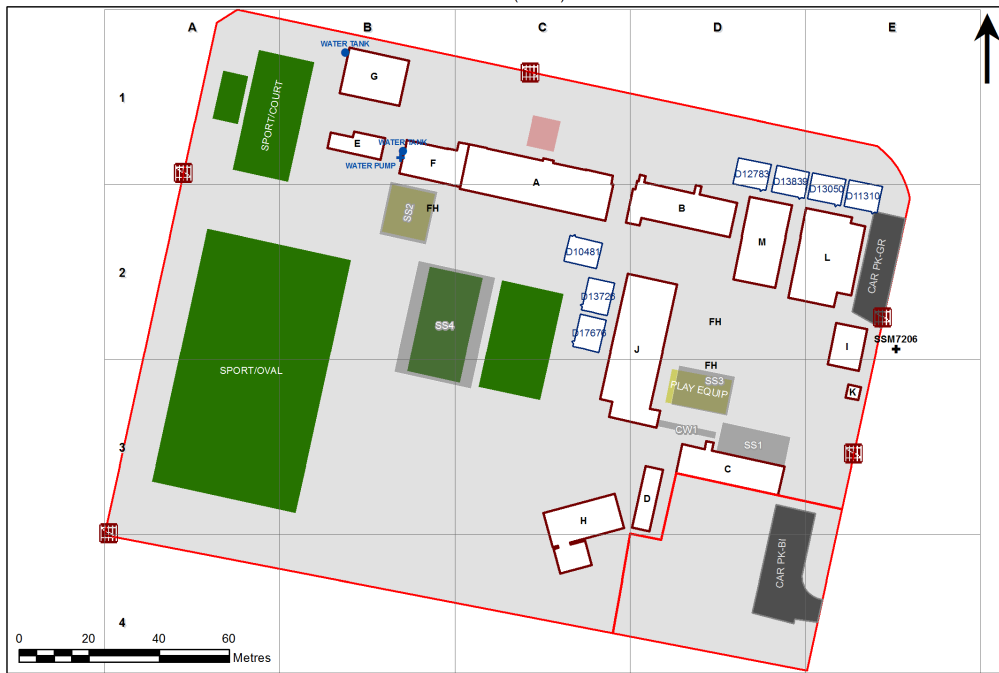 A B C D E
WATER TANK
G
1
SPORT/COURT
E
WATER TANK
WATER PUMP
F
A
D12783
D13839
D13050
D11310
SS2
FH
B
M
L
CAR PK-GR
D10481
2
D13726
D17676
SS4
J
FH
SSM7206
I
FH
SPORT/OVAL
SS3
PLAY EQUIP
K
CW1
SS1
3
C
D
H
CAR PK-BI
4
0 20 40 60
Metres